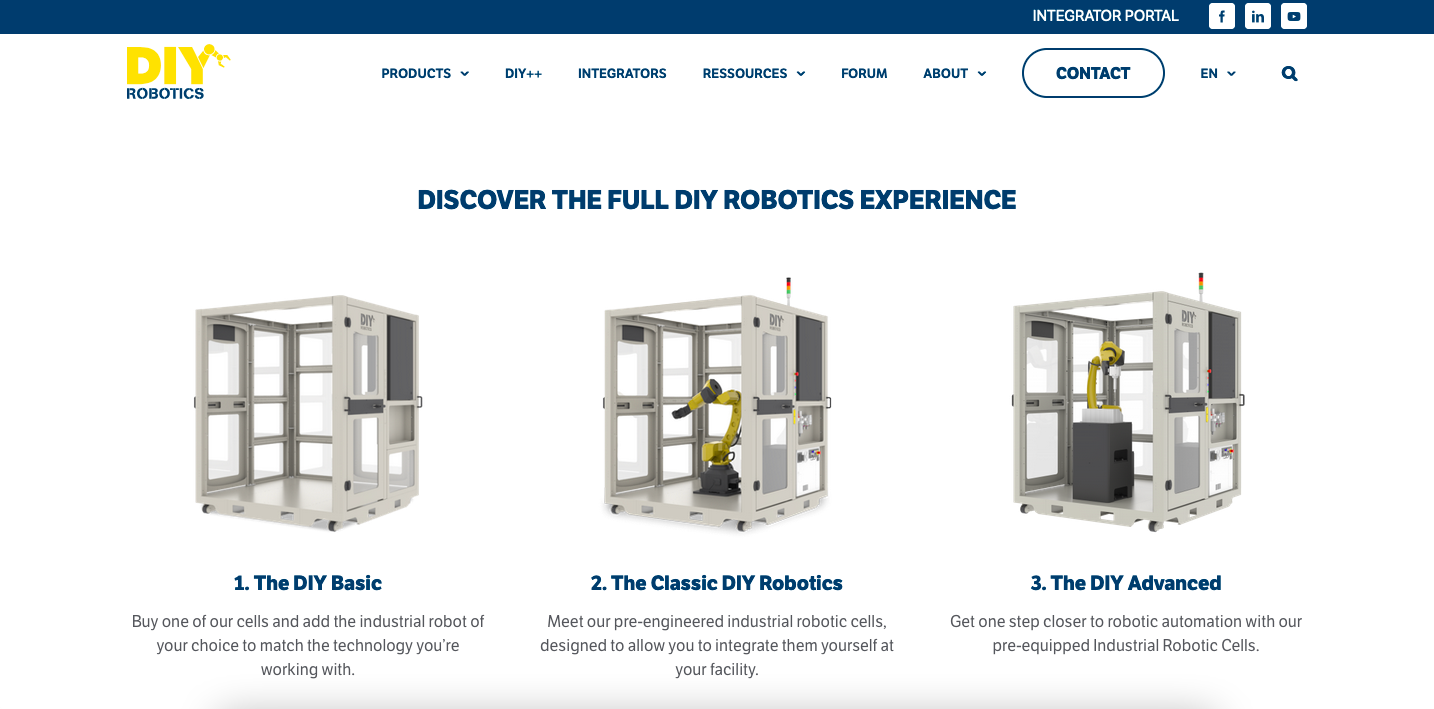 INTEGRATOR PORTAL
DIY
ROBOTICS
PRODUCTS
DIY++
INTEGRATORS
RESSOURCES
FORUM
ABOUT
CONTACT
EN
DISCOVER THE FULL DIY ROBOTICS EXPERIENCE
DIY
DIY
DIY
1. The DIY Basic
2. The Classic DIY Robotics
3. The DIY Advanced
Buy one of our cells and add the industrial robot of
your choice to match the technology you're
working with.
Meet our pre-engineered industrial robotic cells,
designed to allow you to integrate them yourself at
your facility.
Get one step closer to robotic automation with our
pre-equipped Industrial Robotic Cells.